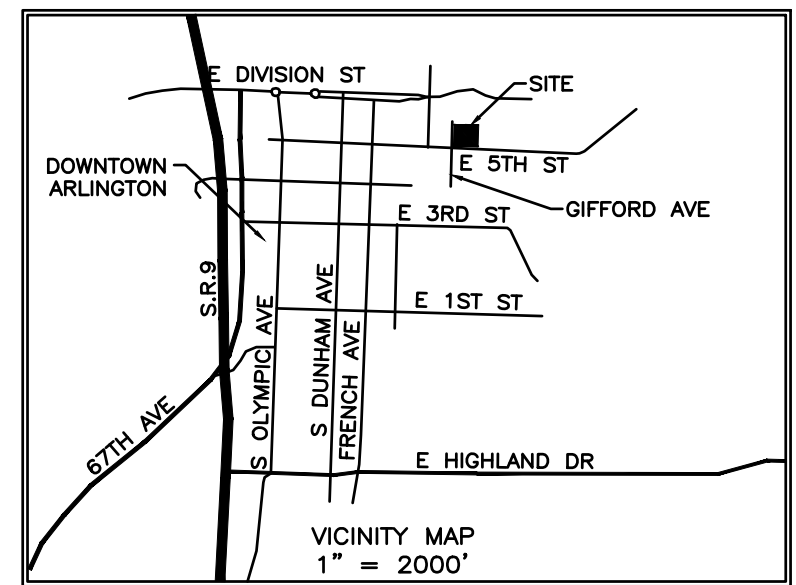 E DIVISION ST
SITE
DOWNTOWN
ARLINGTON
E 5TH ST
GIFFORD AVE
E 3RD ST
S.R.9
E 1ST ST
S OLYMPIC AVE
S DUNHAM AVE
FRENCH AVE
67TH AVE
E HIGHLAND DR
VICINITY MAP
1" = 2000'